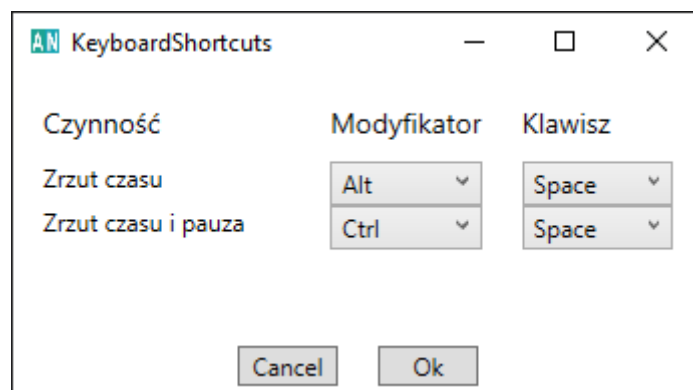 AN KeyboardShortcuts
Czynność Modyfikator Klawisz
Zrzut czasu Alt Space
Zrzut czasu i pauza Ctrl Space
Cancel Ok